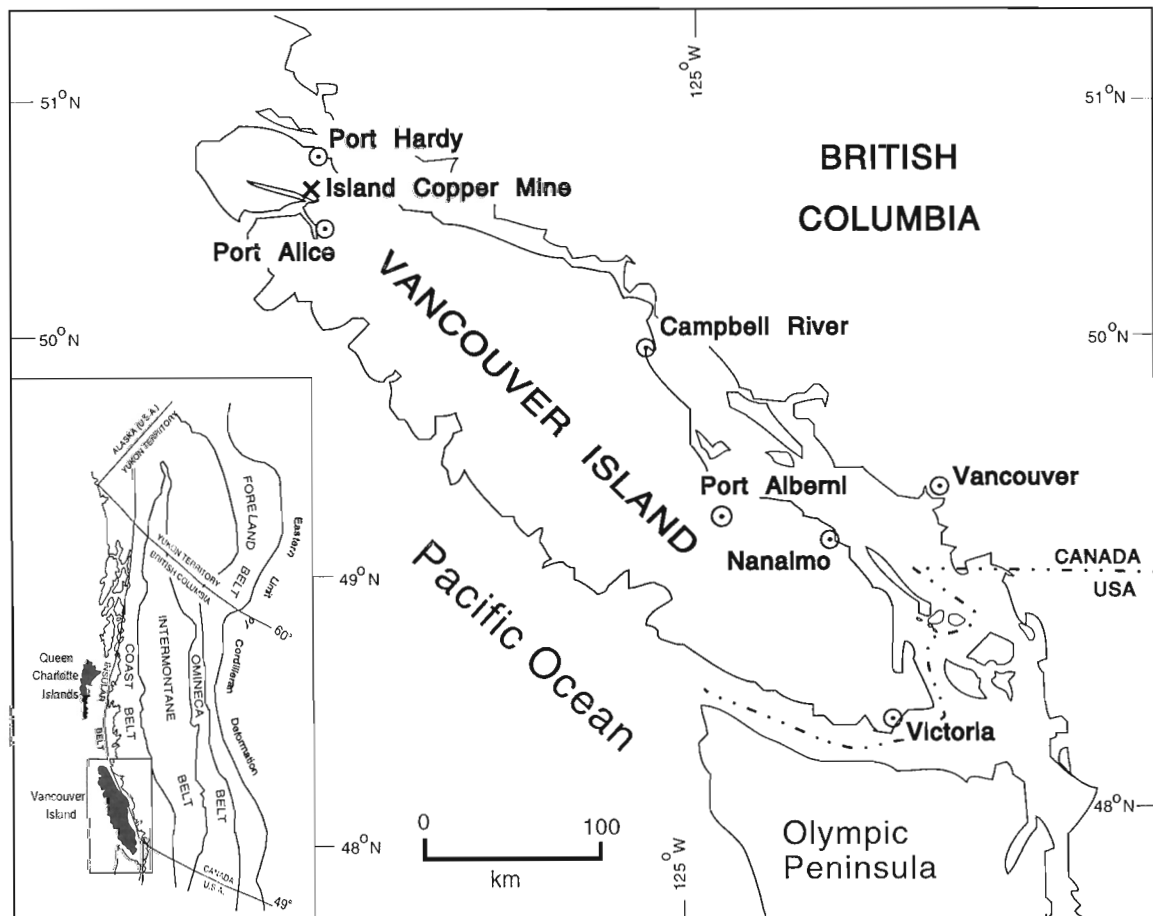 125°W
51°N
51°N
Port Hardy
Island Copper Mine
Port Alice
BRITISH
COLUMBIA
VANCOUVER ISLAND
Campbell River
50°N
50°N
Port Alberni
Vancouver
Nanaimo
CANADA
USA
49°N
Pacific Ocean
Victoria
48°N
48°N
0 100
km
125°W
Olympic
Peninsula
ALASKA (U.S.A.)
YUKON TERRITORY
FORELAND
BELT
Eastern
Limit
of
Cordilleran
Deformation
YUKON TERRITORY
BRITISH COLUMBIA
60°
Queen
Charlotte
Islands
INSULAR
BELT
COAST
BELT
INTERMONTANE
BELT
OMINECA
BELT
Vancouver
Island
CANADA
U.S.A.
49°